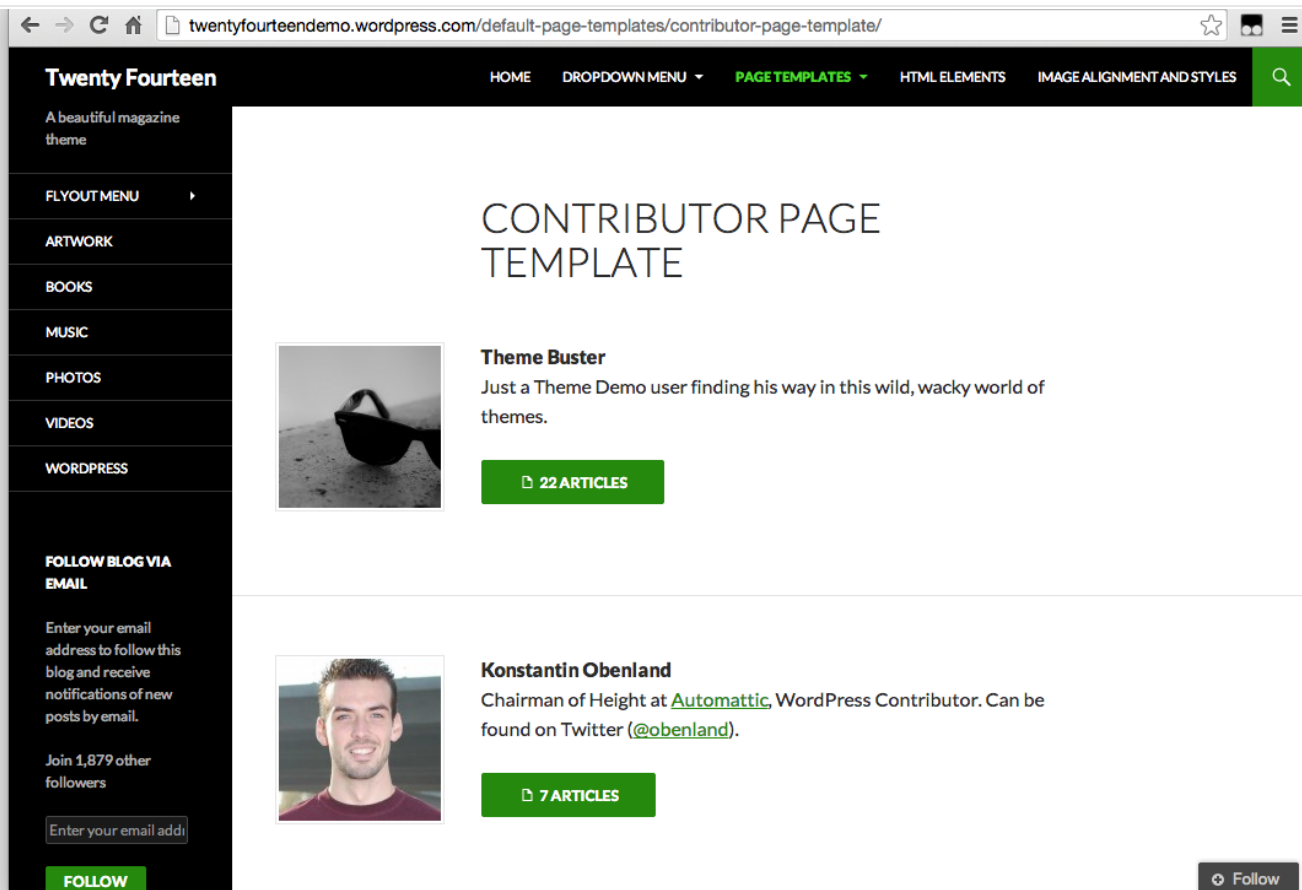 twentyfourteendemo.wordpress.com/default-page-templates/contributor-page-template/
Twenty Fourteen
HOME
DROPDOWN MENU
PAGE TEMPLATES
HTML ELEMENTS
IMAGE ALIGNMENT AND STYLES
A beautiful magazine
theme
FLYOUT MENU
ARTWORK
BOOKS
MUSIC
PHOTOS
VIDEOS
WORDPRESS
FOLLOW BLOG VIA
EMAIL
Enter your email
address to follow this
blog and receive
notifications of new
posts by email.
Join 1,879 other
followers
Enter your email addr
FOLLOW
CONTRIBUTOR PAGE
TEMPLATE
Theme Buster
Just a Theme Demo user finding his way in this wild, wacky world of
themes.
22 ARTICLES
Konstantin Obenland
Chairman of Height at Automattic, WordPress Contributor. Can be
found on Twitter (@obenland).
7 ARTICLES
Follow